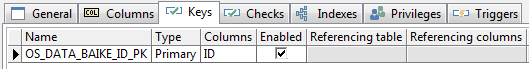 General Columns Keys Checks Indexes Privileges Triggers
Name Type Columns Enabled Referencing table Referencing columns
OS_DATA_BAIKE_ID_PK Primary ID